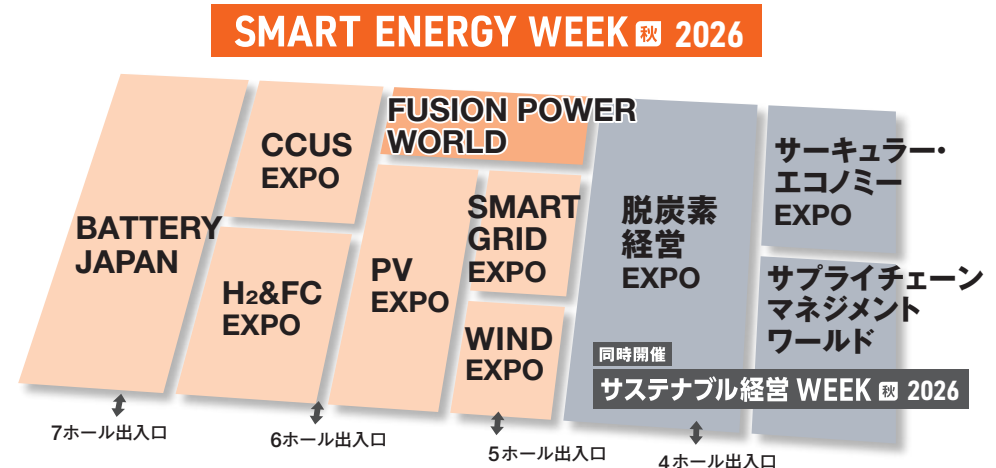 SMART ENERGY WEEK 秋 2026
FUSION POWER
WORLD
CCUS
EXPO
BATTERY
JAPAN
H₂&FC
EXPO
PV
EXPO
SMART
GRID
EXPO
WIND
EXPO
脱炭素
経営
EXPO
サーキュラー・
エコノミー
EXPO
サプライチェーン
マネジメント
ワールド
同時開催
サステナブル経営 WEEK 秋 2026
7ホール出入口
6ホール出入口
5ホール出入口
4ホール出入口